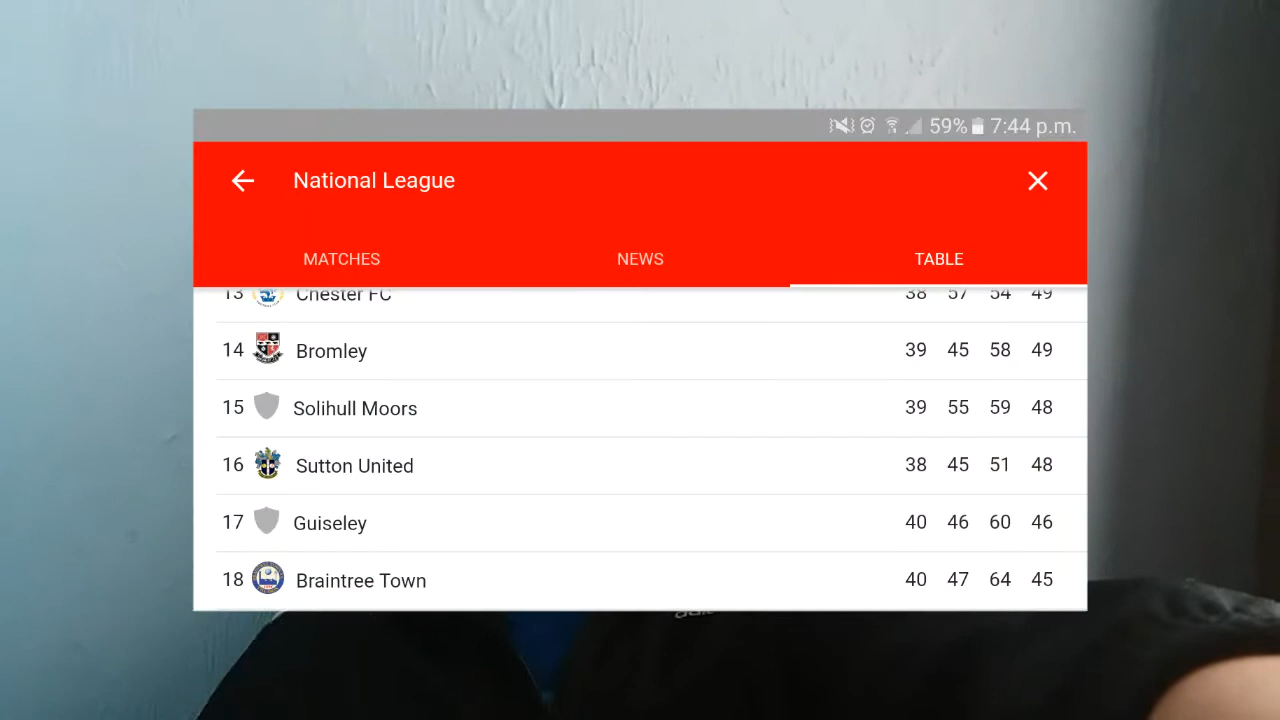 59% 7:44 p.m.
National League
MATCHES NEWS TABLE
13 Chester FC 38 57 54 49
14 Bromley 39 45 58 49
15 Solihull Moors 39 55 59 48
16 Sutton United 38 45 51 48
17 Guiseley 40 46 60 46
18 Braintree Town 40 47 64 45